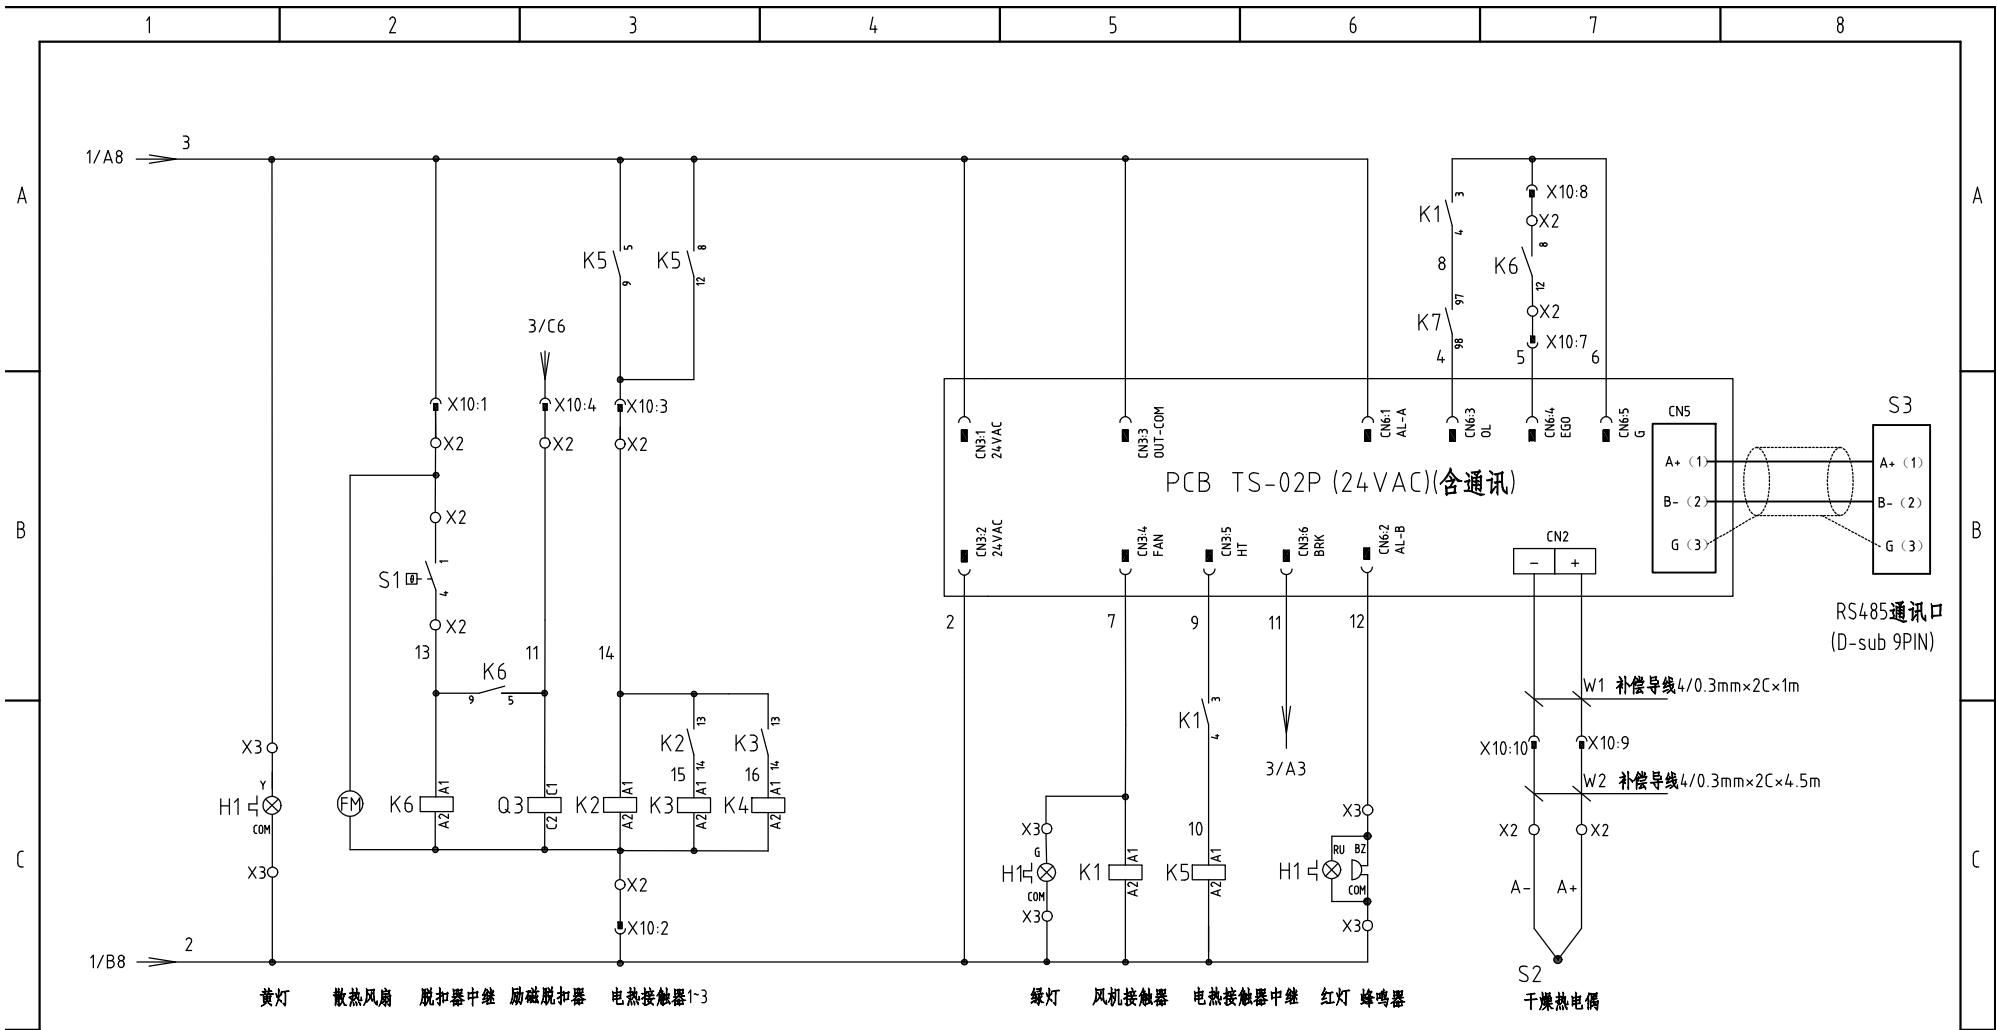 1 2 3 4 5 6 7 8
A
A
B
B
C
C
1/A8
3
K5
5
9
K5
8
12
3/C6
K1
3
4
8
K7
97
98
4
X10:8
X2
K6
8
12
X2
X10:7
5
6
X10:1
X2
X10:4
X2
X10:3
X2
X2
S1
1
4
X2
13
11
14
K6
9
5
CN3:1
24VAC
CN3:3
OUT-COM
CN6:1
AL-A
CN6:3
OL
CN6:4
EGO
CN6:5
G
PCB TS-02P (24VAC)(含通讯)
CN3:2
24VAC
CN3:4
FAN
CN3:5
HT
CN3:6
BRK
CN6:2
AL-B
CN2
- +
CN5
A+ (1)
B- (2)
G (3)
S3
A+ (1)
B- (2)
G (3)
RS485通讯口
(D-sub 9PIN)
2
7
9
11
12
W1 补偿导线4/0.3mm×2C×1m
X10:10
X10:9
W2 补偿导线4/0.3mm×2C×4.5m
X2
X2
A-
A+
S2
X3
Y
H1
COM
X3
FM
K6
A1
A2
Q3
C1
C2
K2
A1
A2
K2
13
14
15
K3
A1
A2
K3
13
14
16
K4
A1
A2
X2
X10:2
K1
3
4
3/A3
X3
G
H1
COM
X3
K1
A1
A2
10
K5
A1
A2
X3
RU
BZ
H1
COM
X3
1/B8
2
黄灯 散热风扇 脱扣器中继 励磁脱扣器 电热接触器1~3 绿灯 风机接触器 电热接触器中继 红灯 蜂鸣器 干燥热电偶